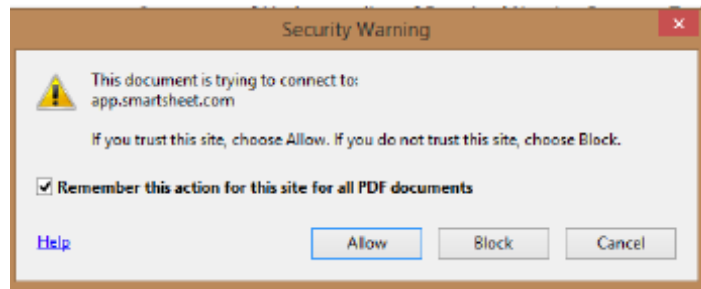 Security Warning
This document is trying to connect to:
app.smartsheet.com
If you trust this site, choose Allow. If you do not trust this site, choose Block.
Remember this action for this site for all PDF documents
Help Allow Block Cancel